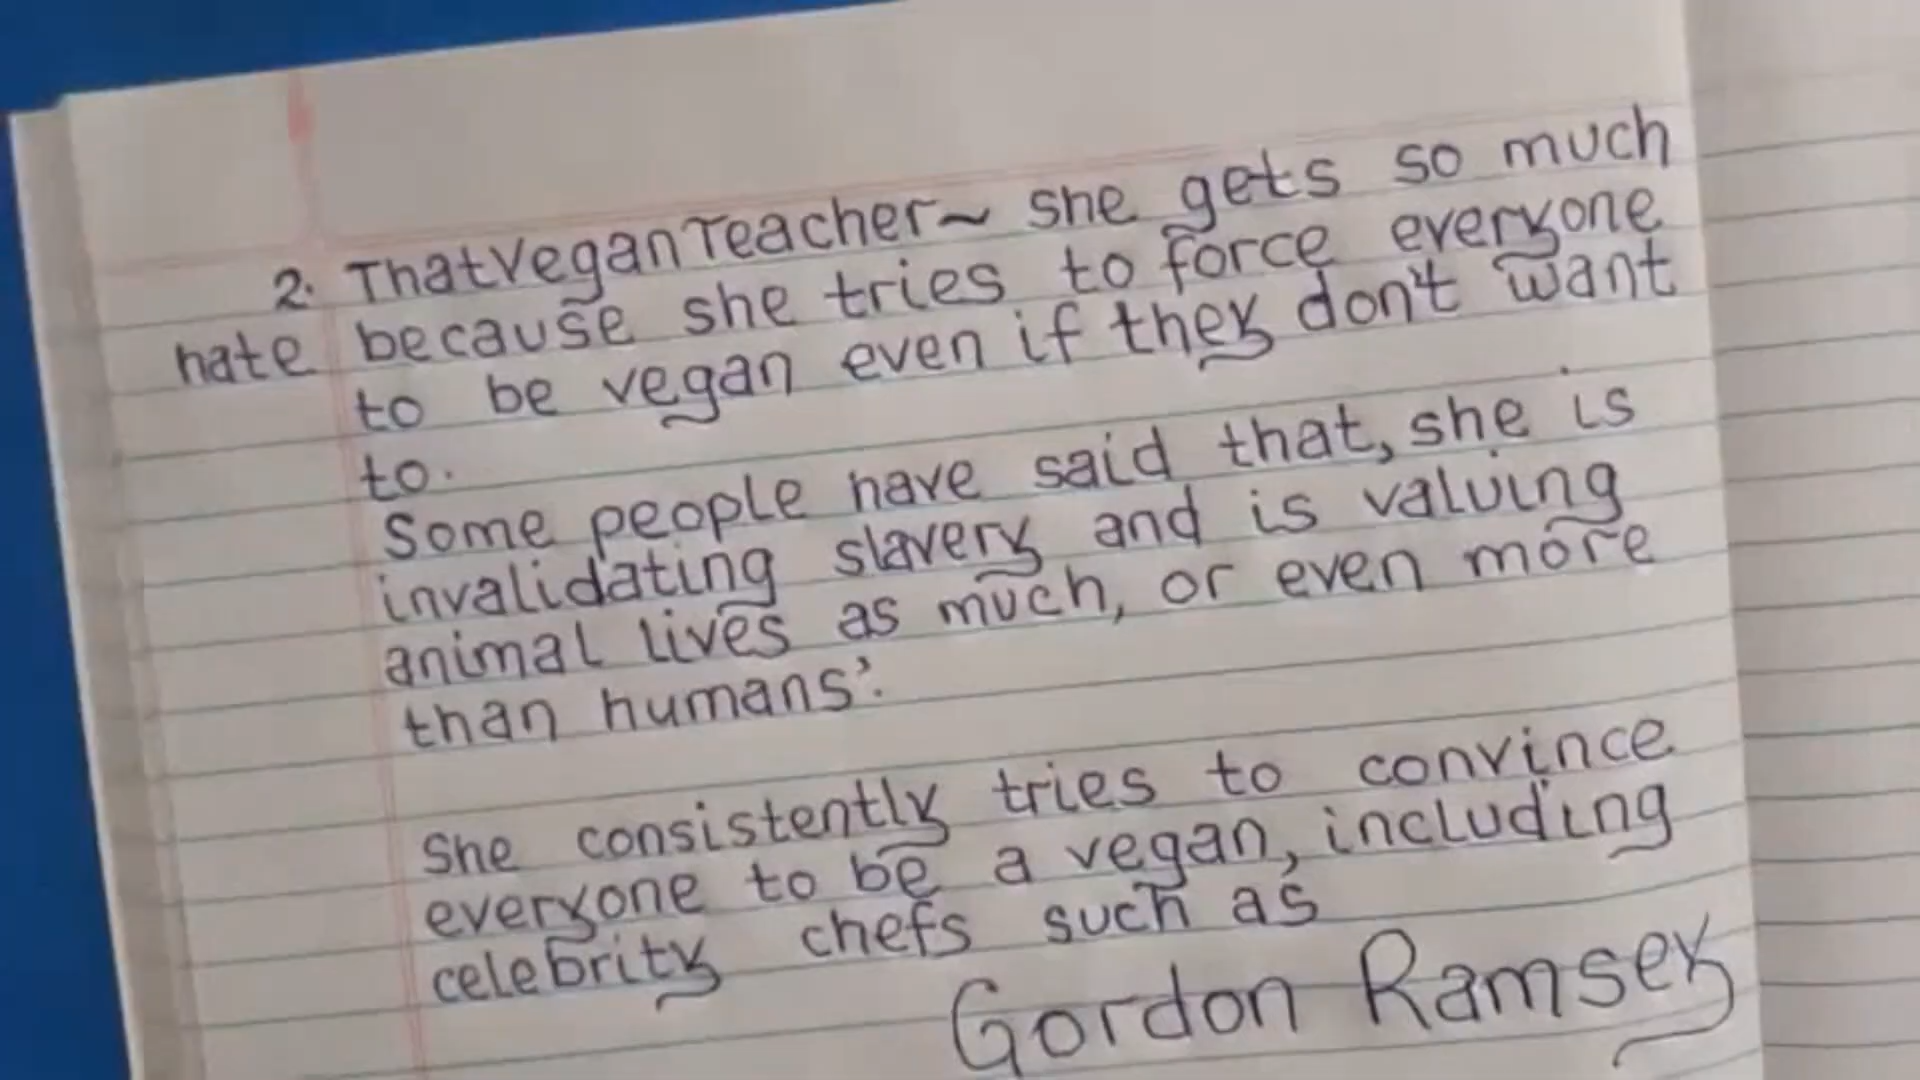 2. ThatVeganTeacher~ she gets so much
hate because she tries to force everyone
to be vegan even if they don't want
to.
Some people have said that, she is
invalidating slavery and is valuing
animal lives as much, or even more
than humans'.
She consistently tries to convince
everyone to be a vegan, including
celebrity chefs such as
Gordon Ramsey